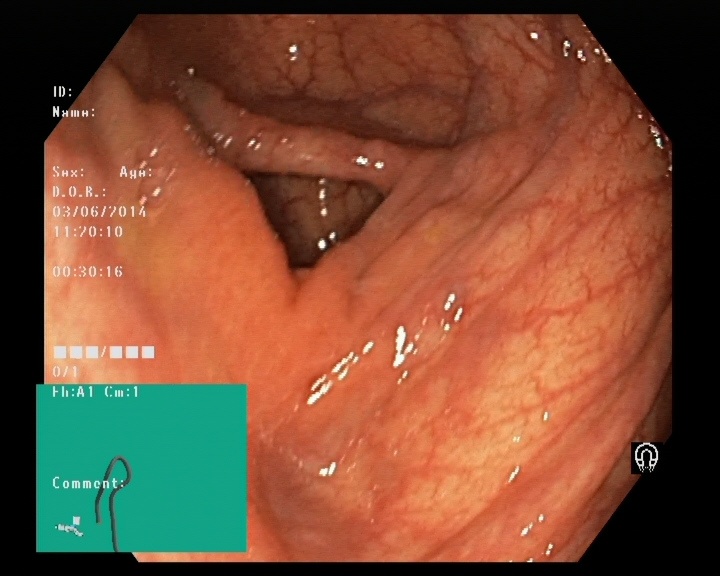 ID:
Name:
Sex: Age:
D.O.B.:
03/06/2014
11:20:10
00:30:16
■■■/■■■
0/1
Eh:A1 Cm:1
Comment: